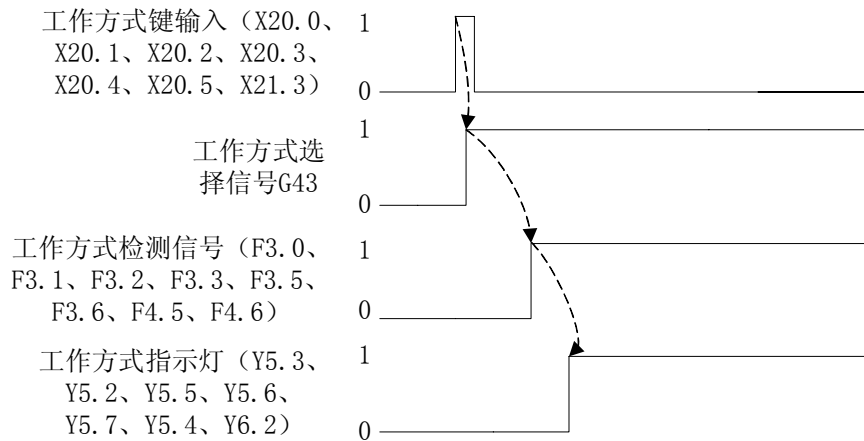 工作方式键输入（X20.0、
X20.1、X20.2、X20.3、
X20.4、X20.5、X21.3）
1
0
工作方式选
择信号G43
1
0
工作方式检测信号（F3.0、
F3.1、F3.2、F3.3、F3.5、
F3.6、F4.5、F4.6）
1
0
工作方式指示灯（Y5.3、
Y5.2、Y5.5、Y5.6、
Y5.7、Y5.4、Y6.2）
1
0